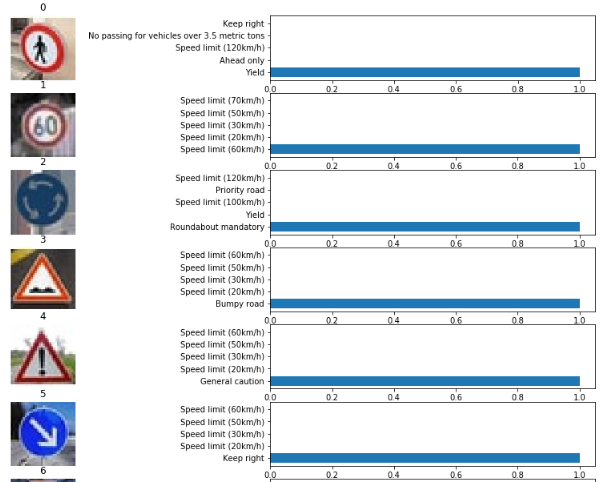 0
Keep right
No passing for vehicles over 3.5 metric tons
Speed limit (120km/h)
Ahead only
Yield
0.0 0.2 0.4 0.6 0.8 1.0
1
60
Speed limit (70km/h)
Speed limit (50km/h)
Speed limit (30km/h)
Speed limit (20km/h)
Speed limit (60km/h)
0.0 0.2 0.4 0.6 0.8 1.0
2
Speed limit (120km/h)
Priority road
Speed limit (100km/h)
Yield
Roundabout mandatory
0.0 0.2 0.4 0.6 0.8 1.0
3
Speed limit (60km/h)
Speed limit (50km/h)
Speed limit (30km/h)
Speed limit (20km/h)
Bumpy road
0.0 0.2 0.4 0.6 0.8 1.0
4
Speed limit (60km/h)
Speed limit (50km/h)
Speed limit (30km/h)
Speed limit (20km/h)
General caution
0.0 0.2 0.4 0.6 0.8 1.0
5
Speed limit (60km/h)
Speed limit (50km/h)
Speed limit (30km/h)
Speed limit (20km/h)
Keep right
0.0 0.2 0.4 0.6 0.8 1.0
6